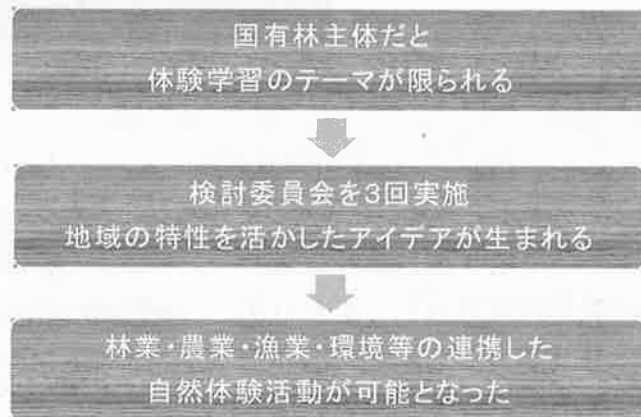 国有林主体だと
体験学習のテーマが限られる
検討委員会を3回実施
地域の特性を活かしたアイデアが生まれる
林業・農業・漁業・環境等の連携した
自然体験活動が可能となった